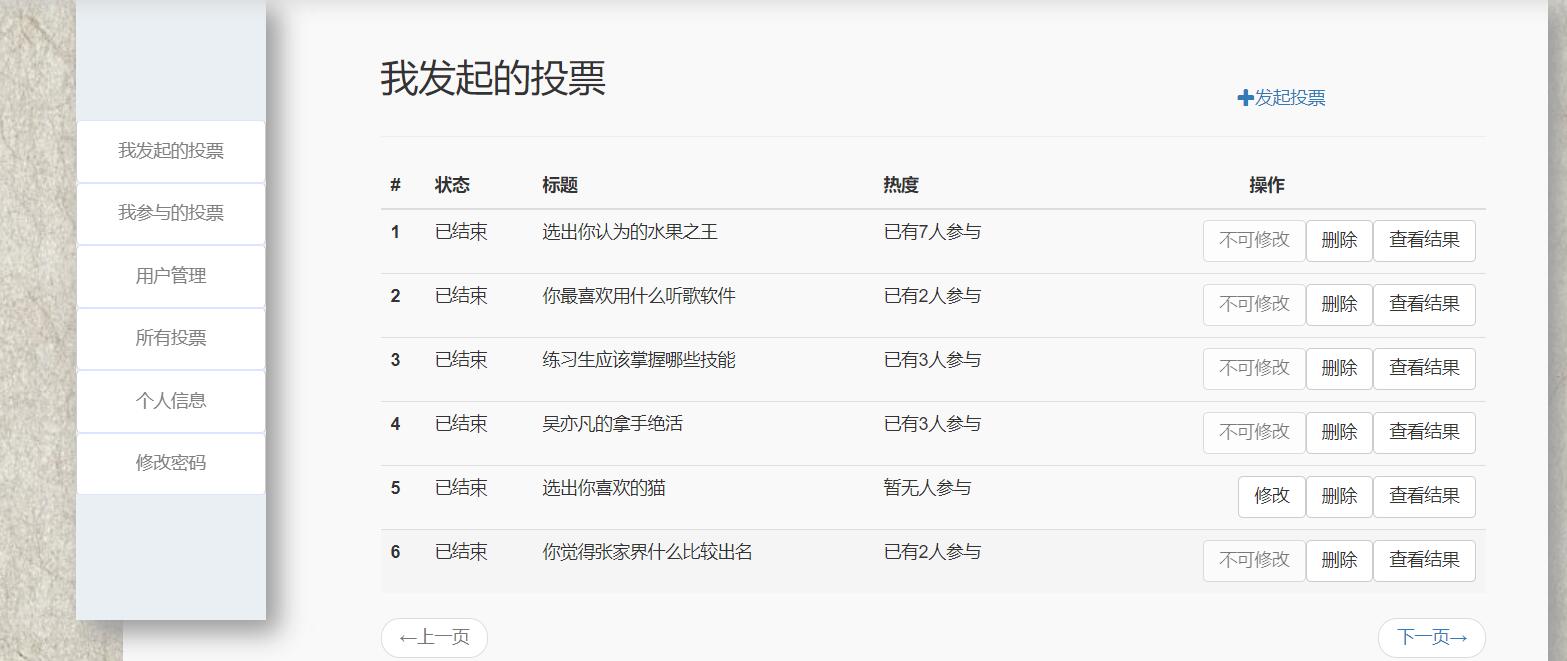 我发起的投票
我参与的投票
用户管理
所有投票
个人信息
修改密码
我发起的投票
发起投票
# 状态 标题 热度 操作
1 已结束 选出你认为的水果之王 已有7人参与 不可修改 删除 查看结果
2 已结束 你最喜欢用什么听歌软件 已有2人参与 不可修改 删除 查看结果
3 已结束 练习生应该掌握哪些技能 已有3人参与 不可修改 删除 查看结果
4 已结束 吴亦凡的拿手绝活 已有3人参与 不可修改 删除 查看结果
5 已结束 选出你喜欢的猫 暂无人参与 修改 删除 查看结果
6 已结束 你觉得张家界什么比较出名 已有2人参与 不可修改 删除 查看结果
←上一页 下一页→